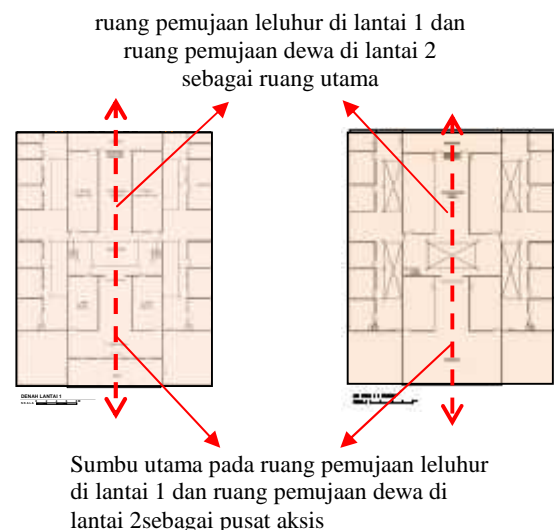 ruang pemujaan leluhur di lantai 1 dan
ruang pemujaan dewa di lantai 2
sebagai ruang utama
DENAH LANTAI 1
Sumbu utama pada ruang pemujaan leluhur
di lantai 1 dan ruang pemujaan dewa di
lantai 2sebagai pusat aksis